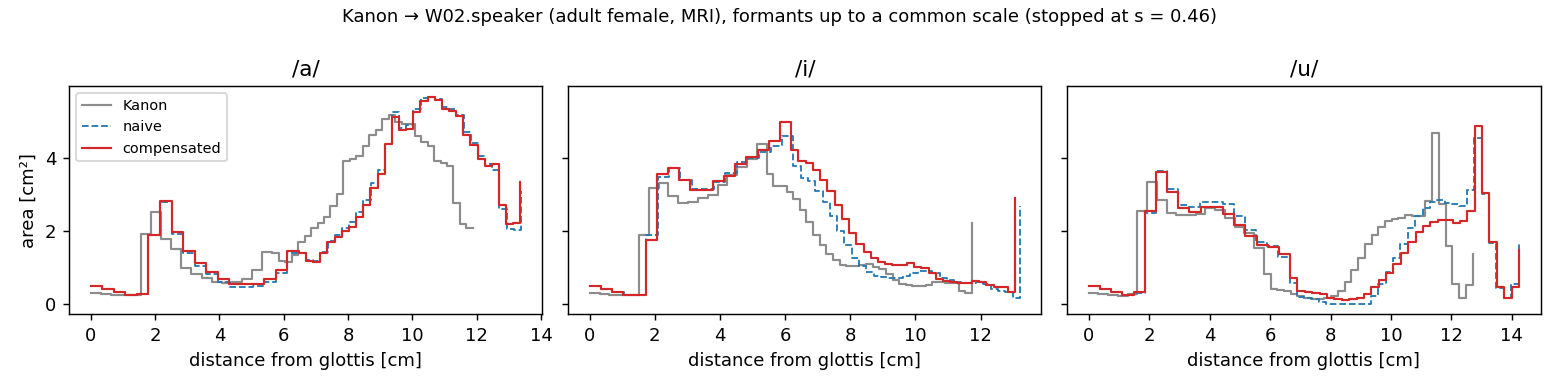 Kanon → W02.speaker (adult female, MRI), formants up to a common scale (stopped at s = 0.46)
/a/
/i/
/u/
Kanon
naive
compensated
area [cm²]
4
2
0
0 2 4 6 8 10 12 14
0 2 4 6 8 10 12
0 2 4 6 8 10 12 14
distance from glottis [cm]
distance from glottis [cm]
distance from glottis [cm]